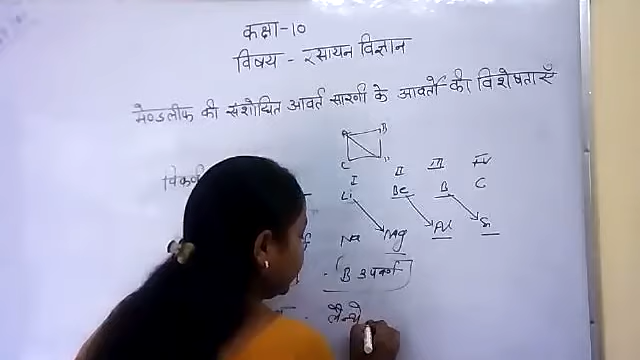 कक्षा-10
विषय - रसायन विज्ञान
मेण्डलीफ की संशोधित आवर्त सारणी के आवर्तो की विशेषताएँ
A B
C D
I II III IV
Li Be B C
Na Mg Al Si
- B उपवर्ग
- लैन्थे